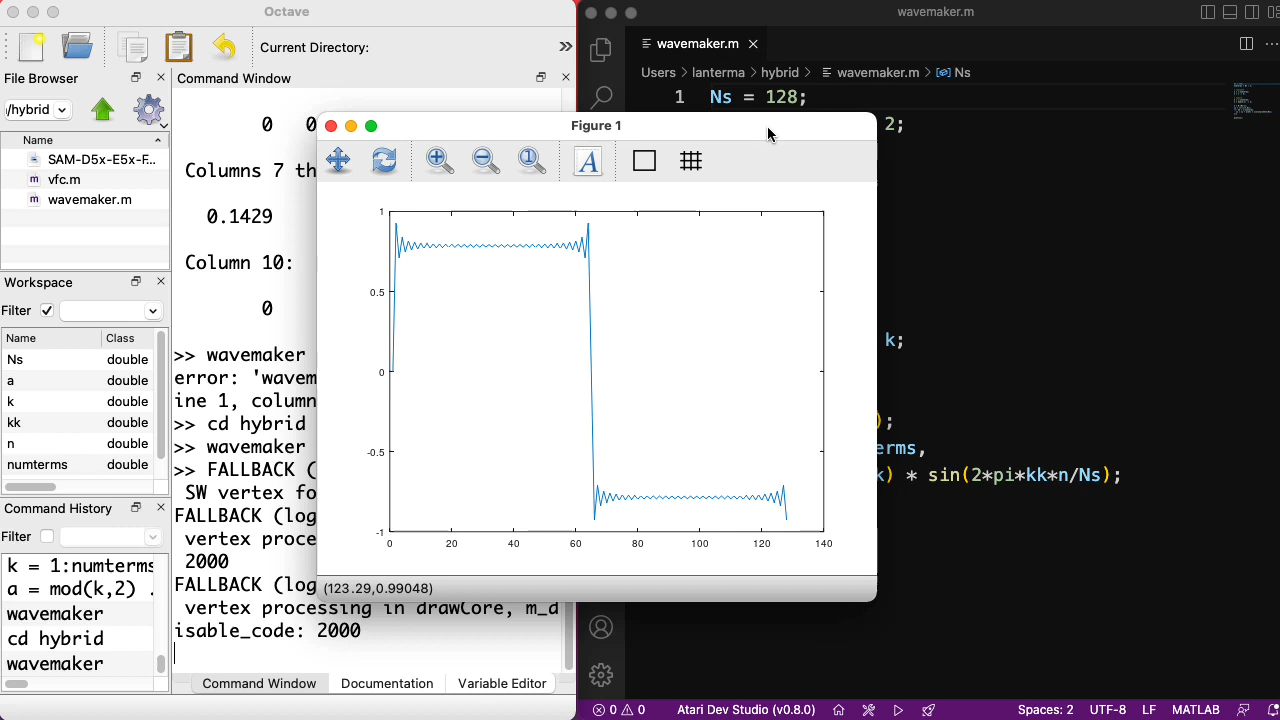 Octave
Current Directory:
»
File Browser
/hybrid
Name
SAM-D5x-E5x-F...
m vfc.m
m wavemaker.m
Workspace
Filter
Name Class
Ns double
a double
k double
kk double
n double
numterms double
Command History
Filter
k = 1:numterms
a = mod(k,2) .
wavemaker
cd hybrid
wavemaker
Command Window
0 0
Columns 7 th
0.1429
Column 10:
0
>> wavemaker
error: 'wavem
ine 1, column
>> cd hybrid
>> wavemaker
>> FALLBACK (
SW vertex fo
FALLBACK (log
vertex proce
2000
FALLBACK (log
vertex processing in drawCore, m_d
isable_code: 2000
Command Window Documentation Variable Editor
Figure 1
A
1
0.5
0
-0.5
-1
0 20 40 60 80 100 120 140
(123.29,0.99048)
wavemaker.m
wavemaker.m
Users > lanterma > hybrid > wavemaker.m > Ns
1 Ns = 128;
2;
k;
);
erms,
k) * sin(2*pi*kk*n/Ns);
0 0 Atari Dev Studio (v0.8.0) Spaces: 2 UTF-8 LF MATLAB